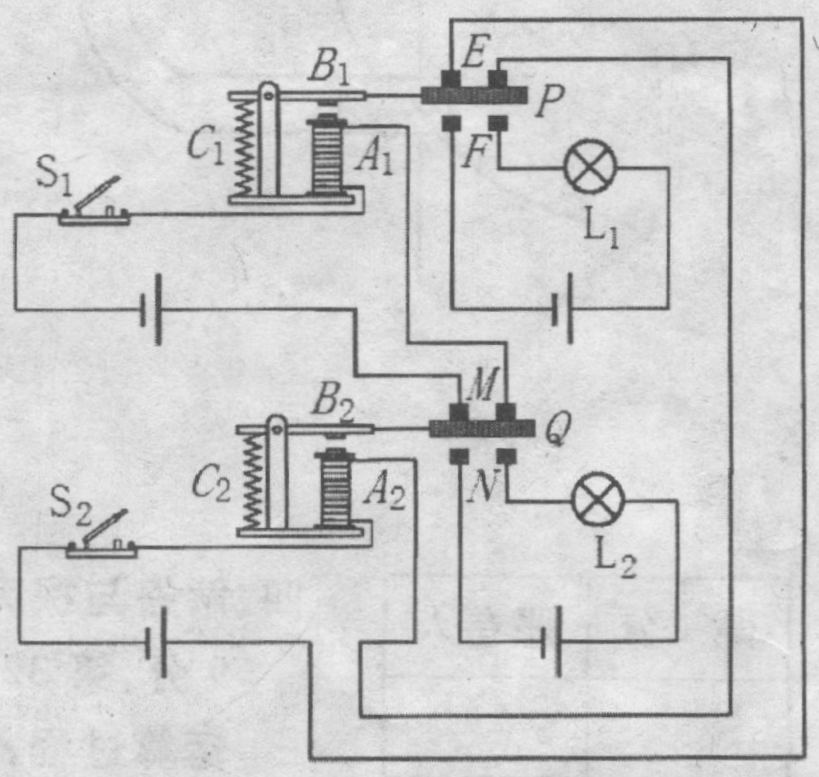 E
B₁
P
C₁
A₁
F
S₁
L₁
M
B₂
Q
C₂
A₂
N
S₂
L₂